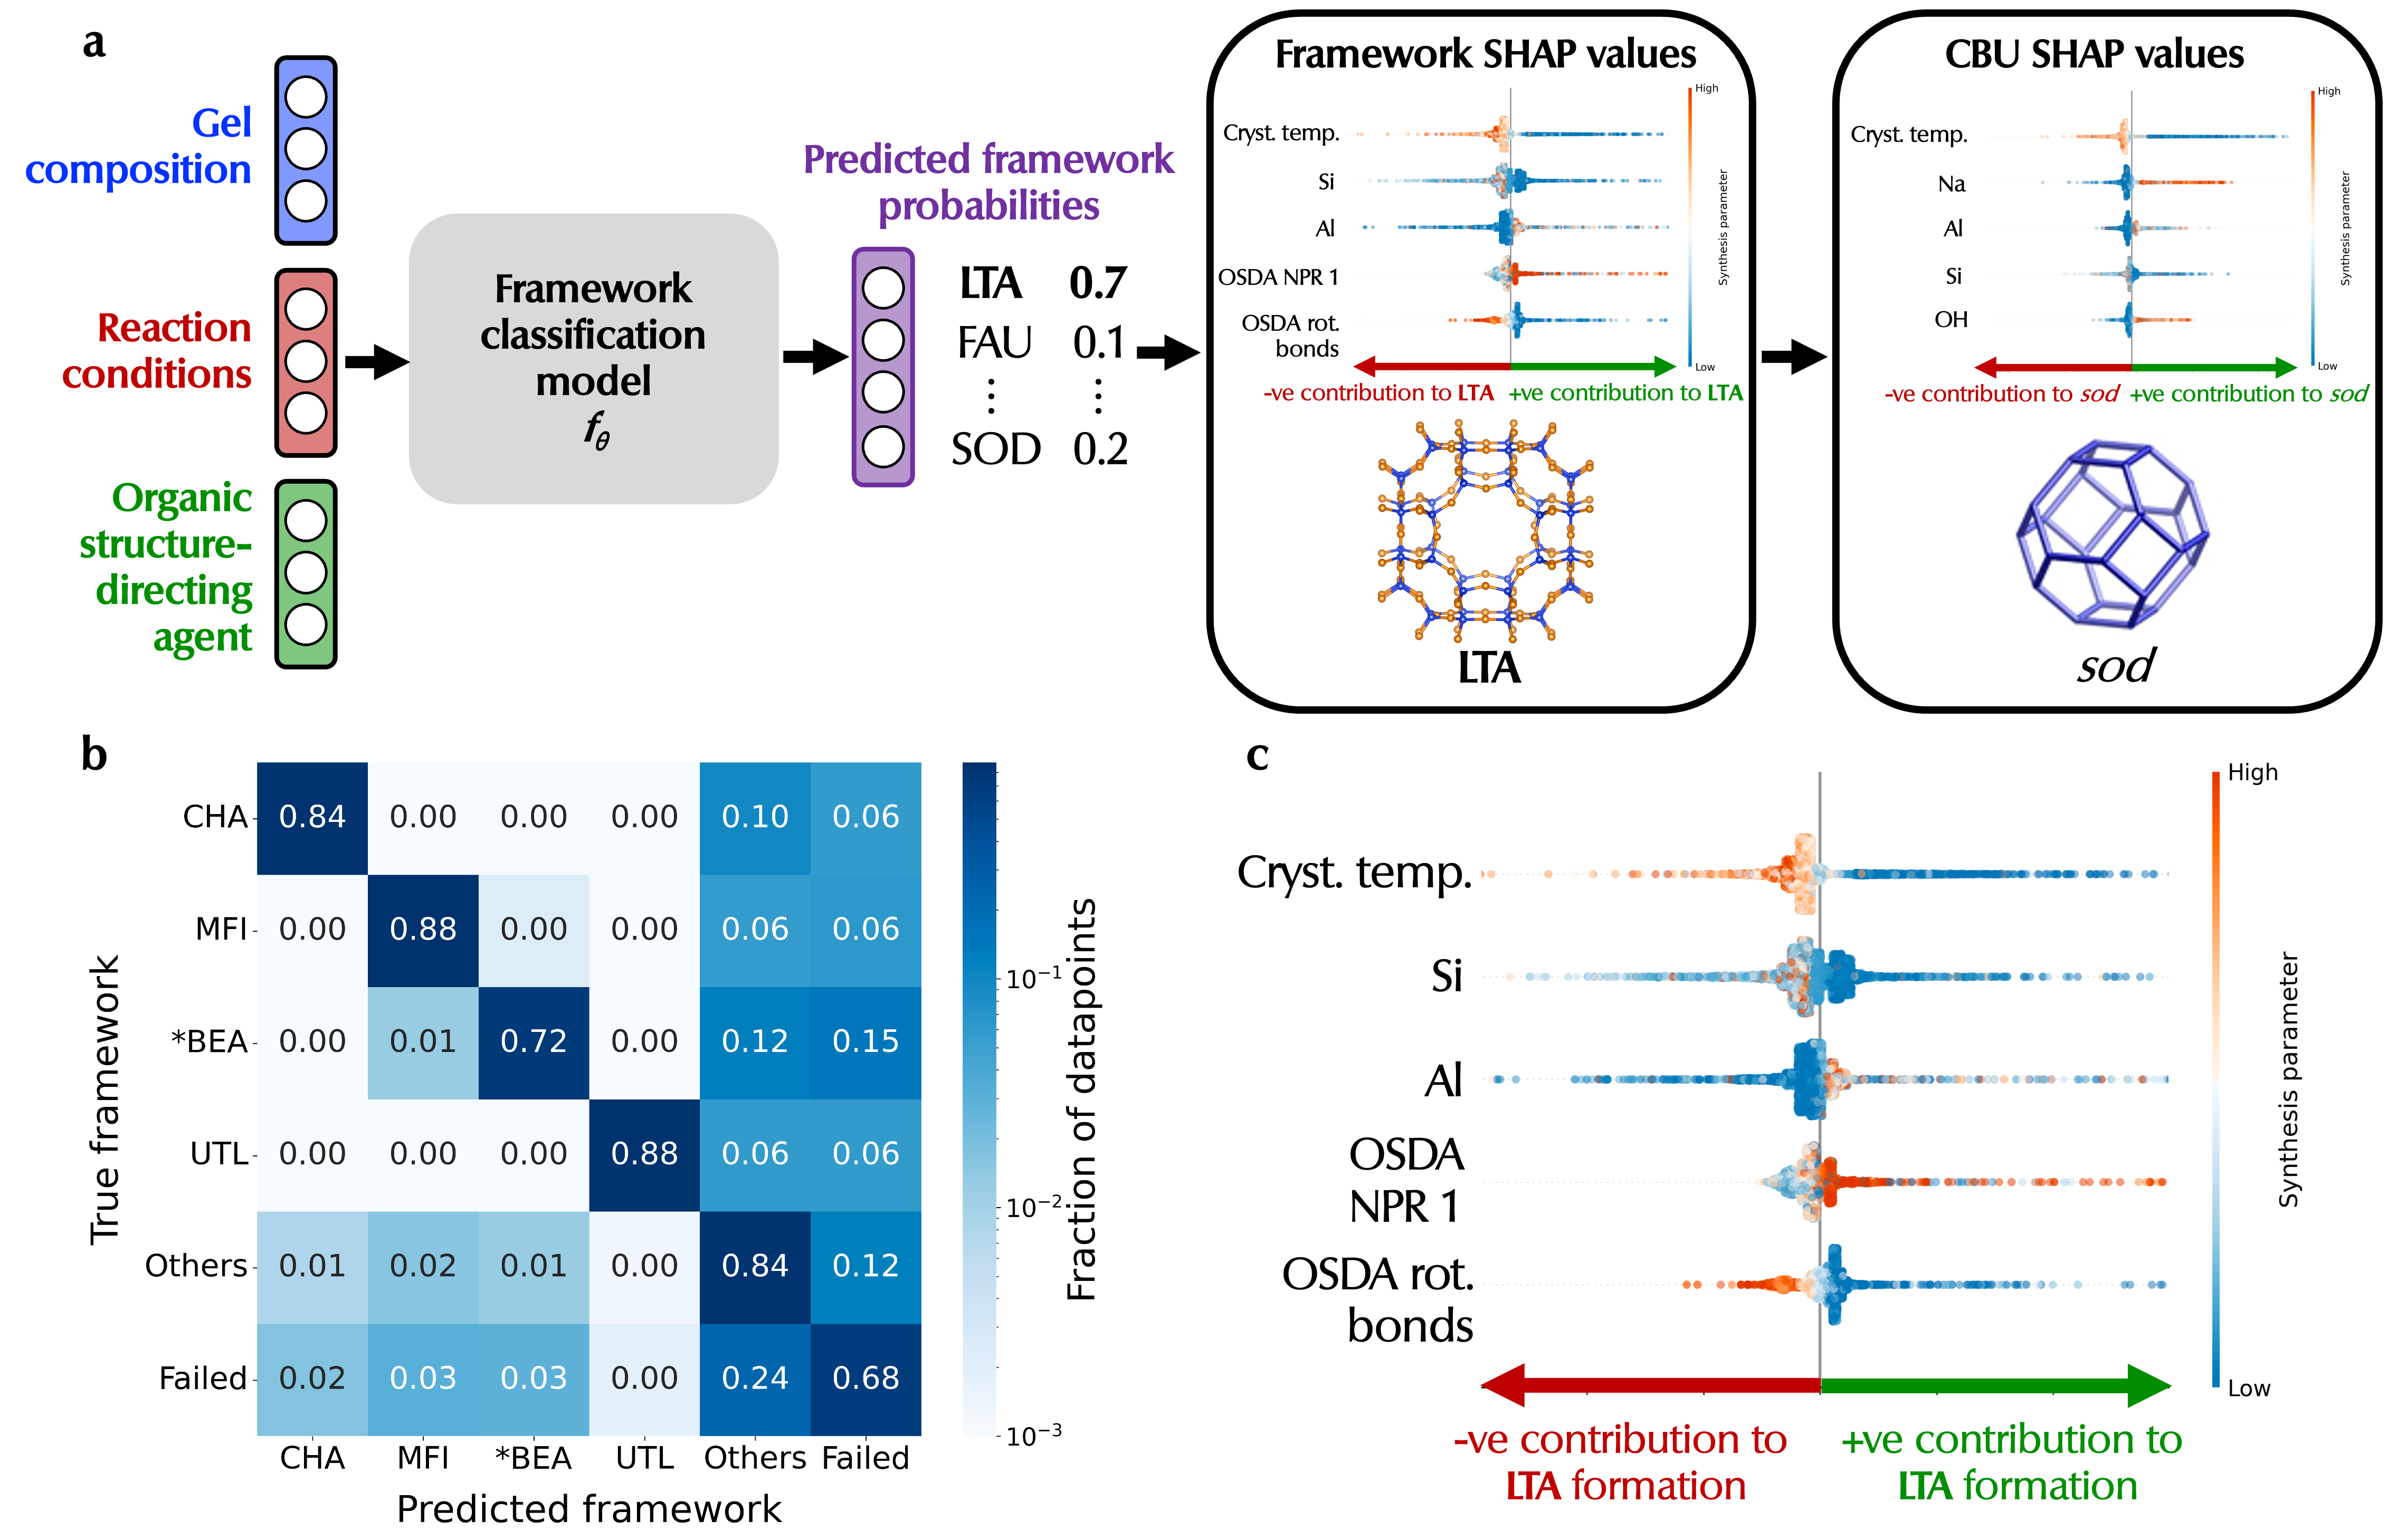 a
Gel
composition
Reaction
conditions
Organic
structure-
directing
agent
Framework
classification
model
fθ
Predicted framework
probabilities
LTA 0.7
FAU 0.1
⋮ ⋮
SOD 0.2
Framework SHAP values
High
Cryst. temp.
Si
Al
OSDA NPR 1
OSDA rot.
bonds
Synthesis parameter
Low
-ve contribution to LTA +ve contribution to LTA
LTA
CBU SHAP values
High
Cryst. temp.
Na
Al
Si
OH
Synthesis parameter
Low
-ve contribution to sod +ve contribution to sod
sod
b
True framework
CHA 0.84 0.00 0.00 0.00 0.10 0.06
MFI 0.00 0.88 0.00 0.00 0.06 0.06
*BEA 0.00 0.01 0.72 0.00 0.12 0.15
UTL 0.00 0.00 0.00 0.88 0.06 0.06
Others 0.01 0.02 0.01 0.00 0.84 0.12
Failed 0.02 0.03 0.03 0.00 0.24 0.68
CHA MFI *BEA UTL Others Failed
Predicted framework
10⁻¹
10⁻²
10⁻³
Fraction of datapoints
c
High
Cryst. temp.
Si
Al
OSDA
NPR 1
OSDA rot.
bonds
Synthesis parameter
Low
-ve contribution to
LTA formation
+ve contribution to
LTA formation